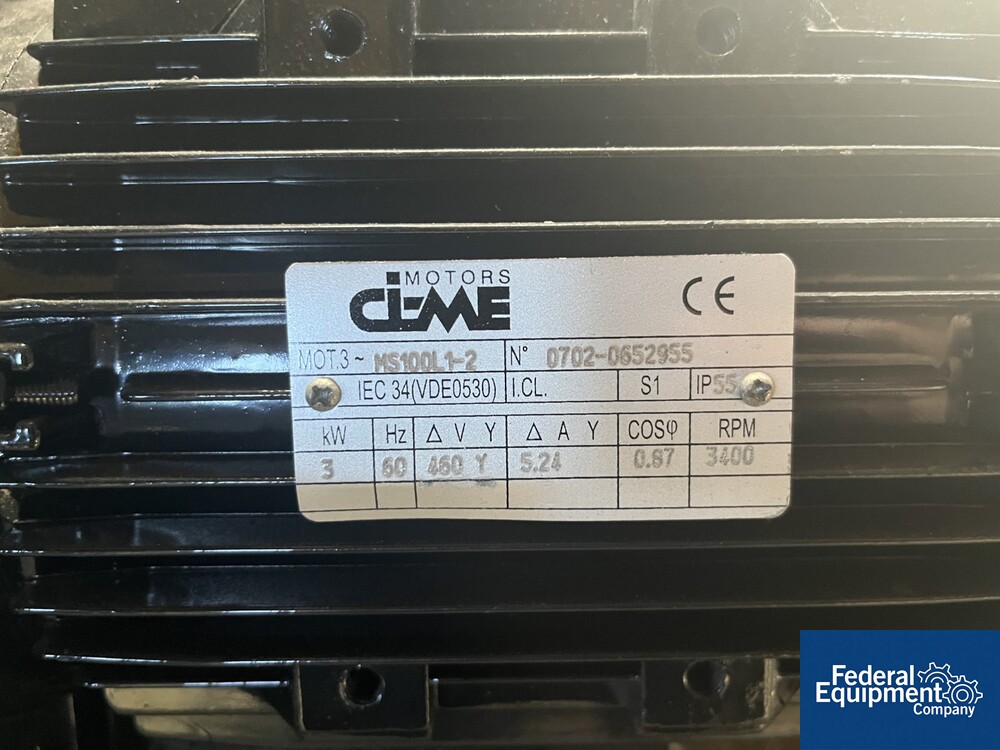 MOTORS
CI-ME
CE
MOT.3~ MS100L1-2 N° 0702-0652955
IEC 34(VDE0530) I.CL. S1 IP55
kW Hz Δ V Y Δ A Y COSφ RPM
3 60 460 Y 5.24 0.87 3400
Federal
Equipment
Company